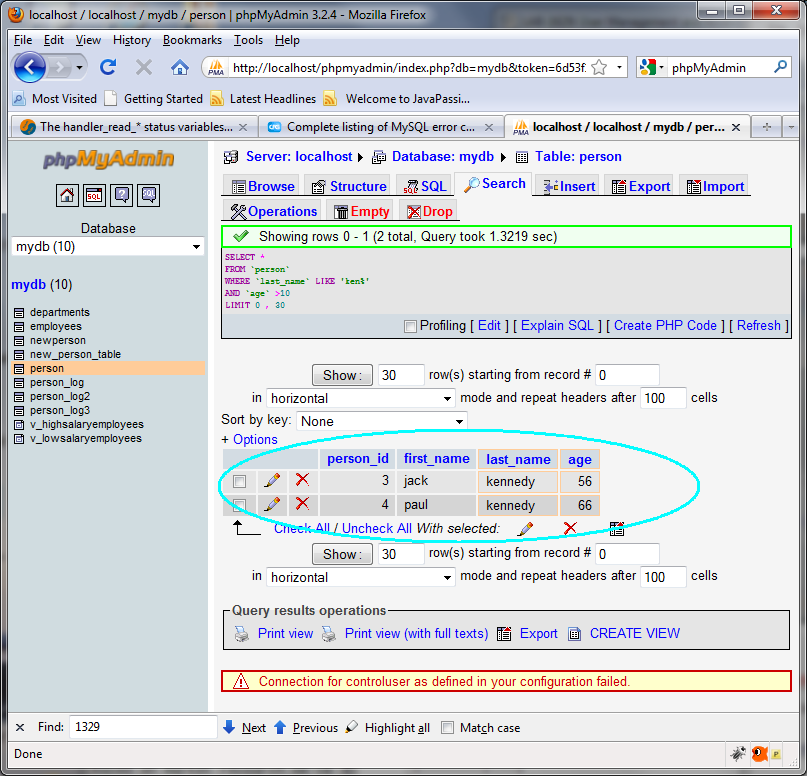 localhost / localhost / mydb / person | phpMyAdmin 3.2.4 - Mozilla Firefox
File Edit View History Bookmarks Tools Help
PMA http://localhost/phpmyadmin/index.php?db=mydb&token=6d53f phpMyAdmin
Most Visited Getting Started Latest Headlines Welcome to JavaPassi...
The handler_read_* status variables... Complete listing of MySQL error c... PMA localhost / localhost / mydb / per...
phpMyAdmin
SQL
Database
mydb (10)
mydb (10)
departments
employees
newperson
new_person_table
person
person_log
person_log2
person_log3
v_highsalaryemployees
v_lowsalaryemployees
Server: localhost Database: mydb Table: person
Browse Structure SQL Search Insert Export Import
Operations Empty Drop
Showing rows 0 - 1 (2 total, Query took 1.3219 sec)
SELECT *
FROM `person`
WHERE `last_name` LIKE 'ken%'
AND `age` >10
LIMIT 0 , 30
Profiling [ Edit ] [ Explain SQL ] [ Create PHP Code ] [ Refresh ]
Show : 30 row(s) starting from record # 0
in horizontal mode and repeat headers after 100 cells
Sort by key: None
+ Options
person_id first_name last_name age
3 jack kennedy 56
4 paul kennedy 66
Check All / Uncheck All With selected:
Show : 30 row(s) starting from record # 0
in horizontal mode and repeat headers after 100 cells
Query results operations
Print view Print view (with full texts) Export CREATE VIEW
Connection for controluser as defined in your configuration failed.
Find: 1329 Next Previous Highlight all Match case
Done